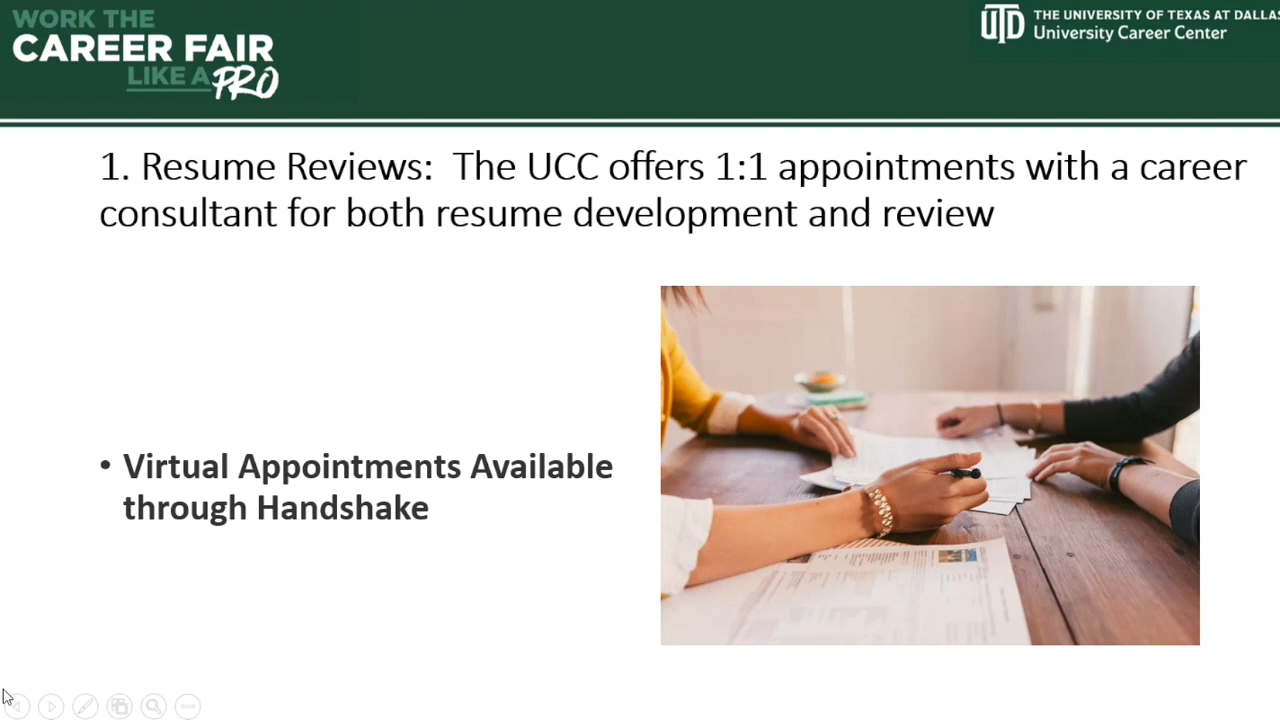 WORK THE
CAREER FAIR
LIKE A PRO
UTD
THE UNIVERSITY OF TEXAS AT DALLAS
University Career Center
1. Resume Reviews: The UCC offers 1:1 appointments with a career
consultant for both resume development and review
• Virtual Appointments Available
through Handshake